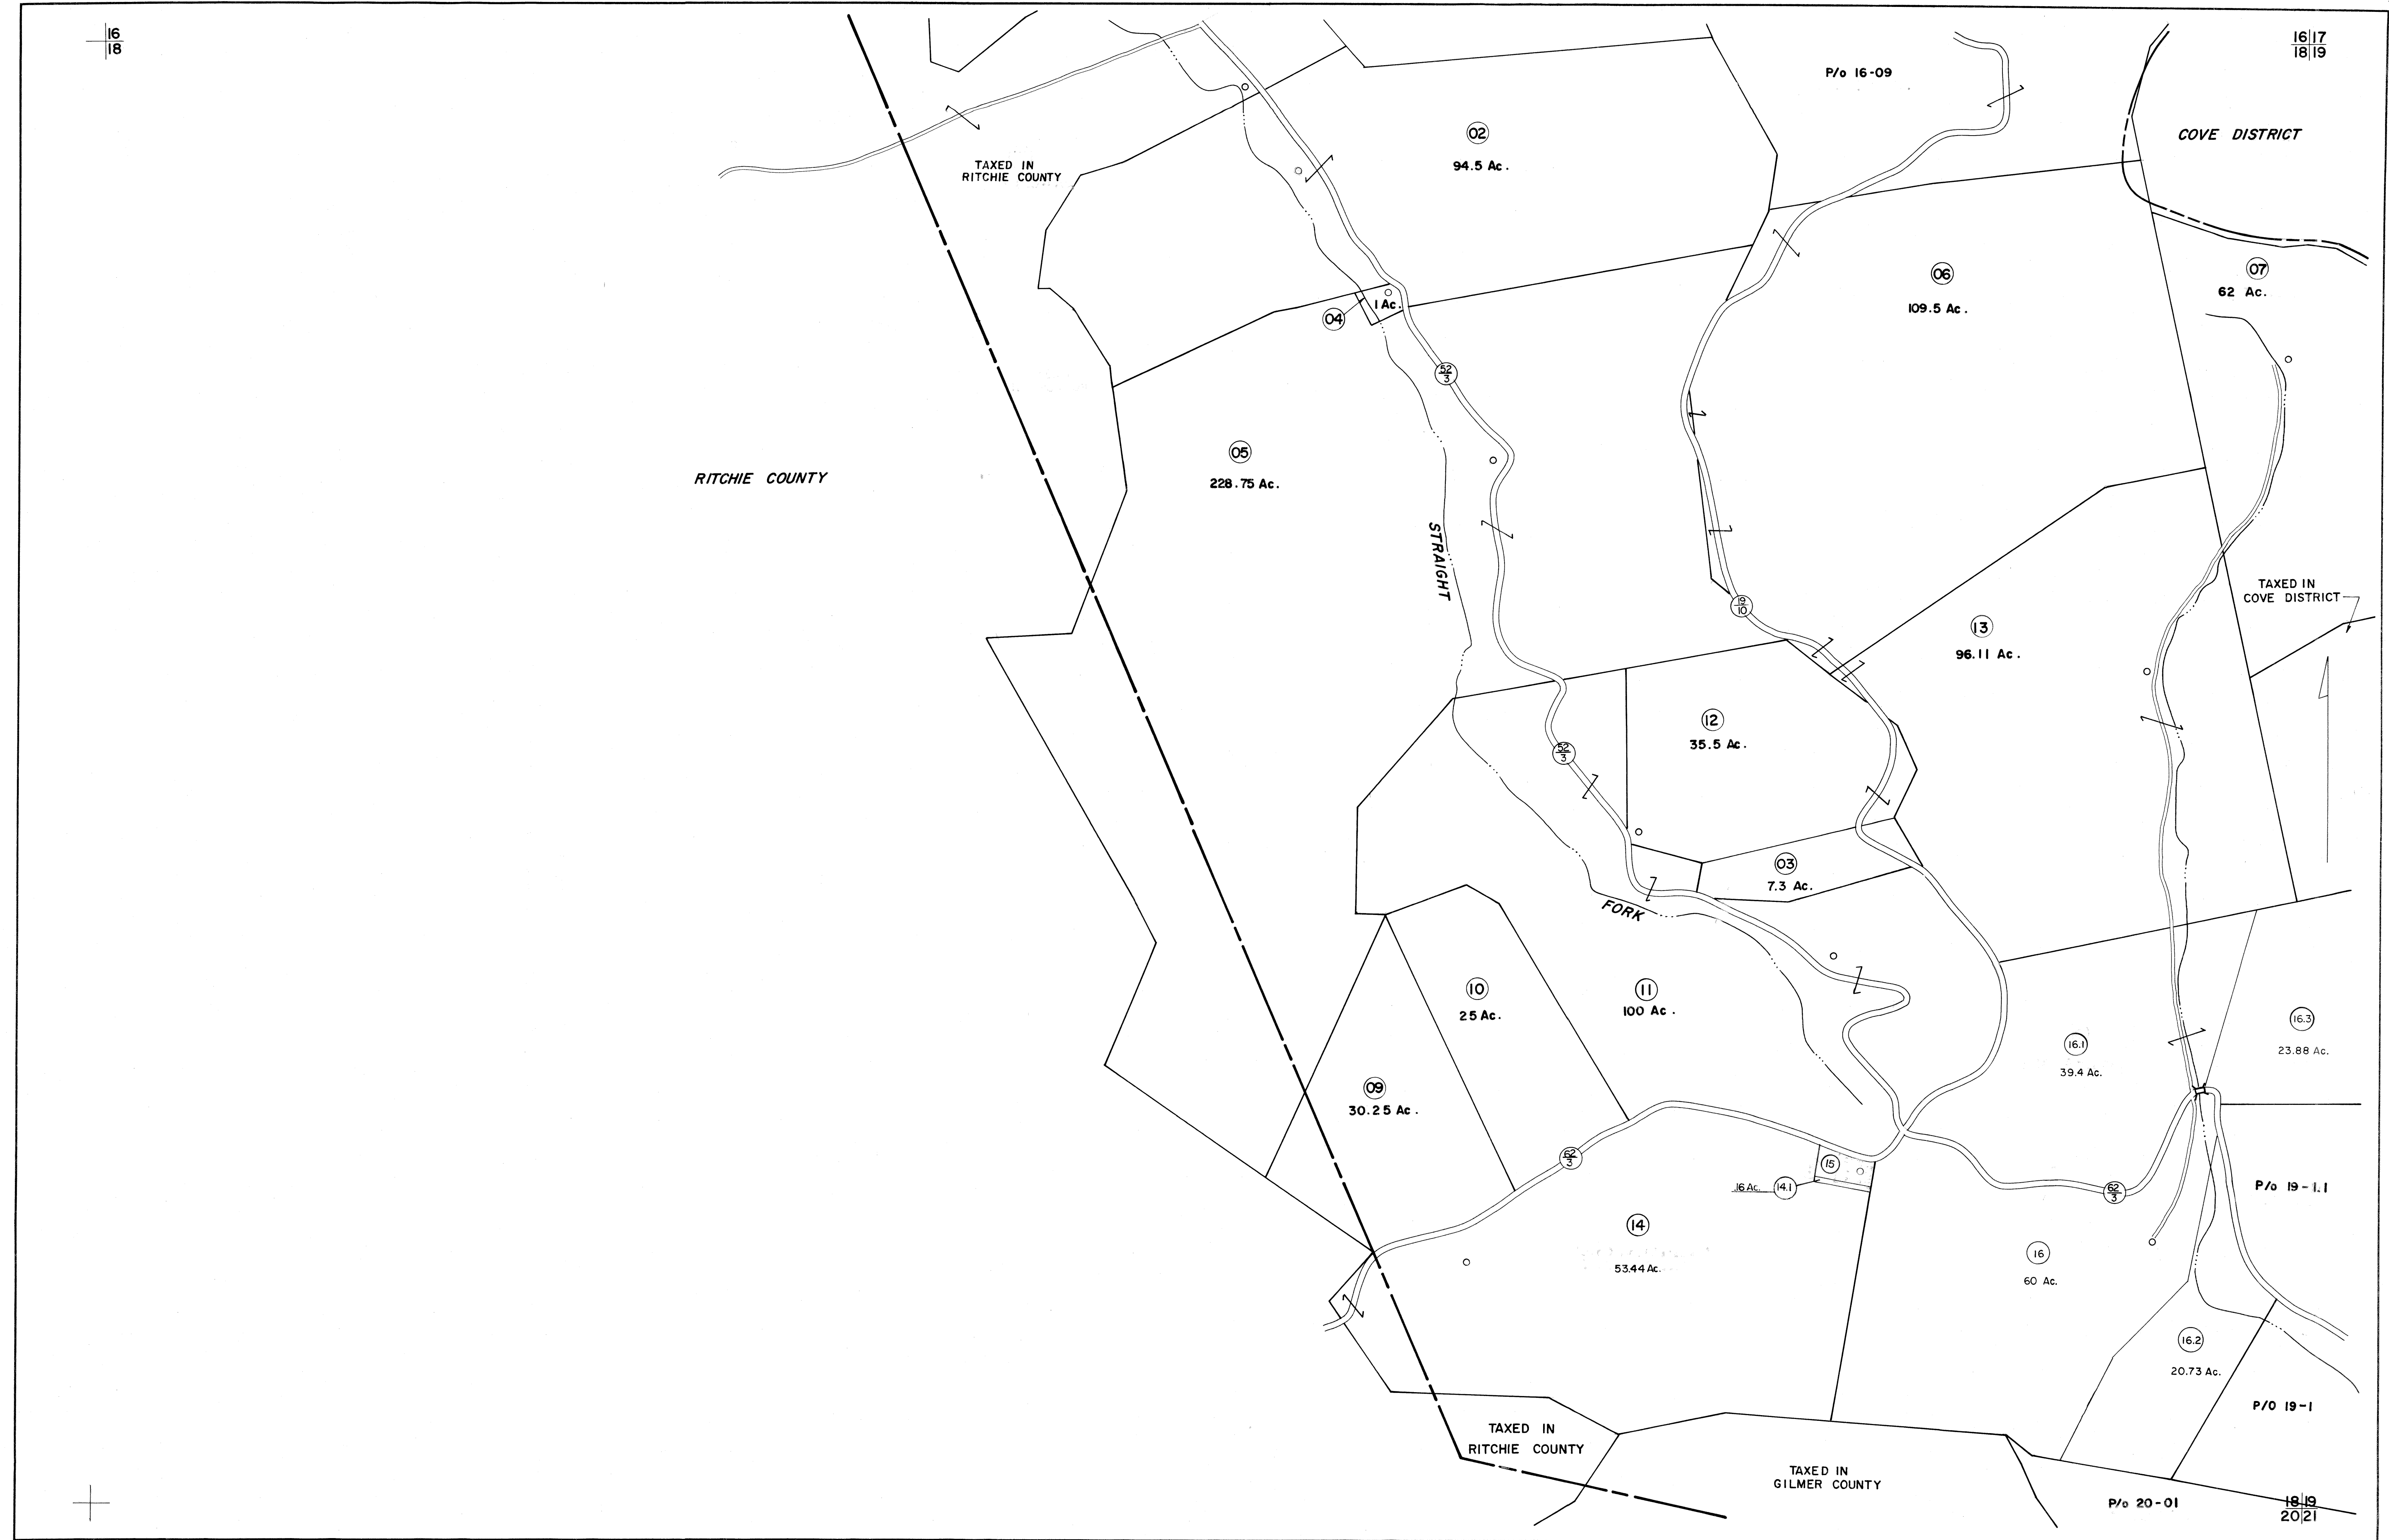 16
18
16 17
18 19
P/o 16-09
COVE DISTRICT
02
94.5 Ac.
TAXED IN
RITCHIE COUNTY
06
109.5 Ac.
07
62 Ac.
04
1 Ac.
52
3
05
228.75 Ac.
RITCHIE COUNTY
STRAIGHT
19
10
TAXED IN
COVE DISTRICT
13
96.11 Ac.
12
35.5 Ac.
52
3
03
7.3 Ac.
FORK
10
25 Ac.
11
100 Ac.
16.1
39.4 Ac.
16.3
23.88 Ac.
09
30.25 Ac.
62
3
15
.16 Ac.
14.1
62
3
P/o 19-1.1
14
53.44 Ac.
16
60 Ac.
16.2
20.73 Ac.
P/O 19-1
TAXED IN
RITCHIE COUNTY
TAXED IN
GILMER COUNTY
P/o 20-01
18 19
20 21